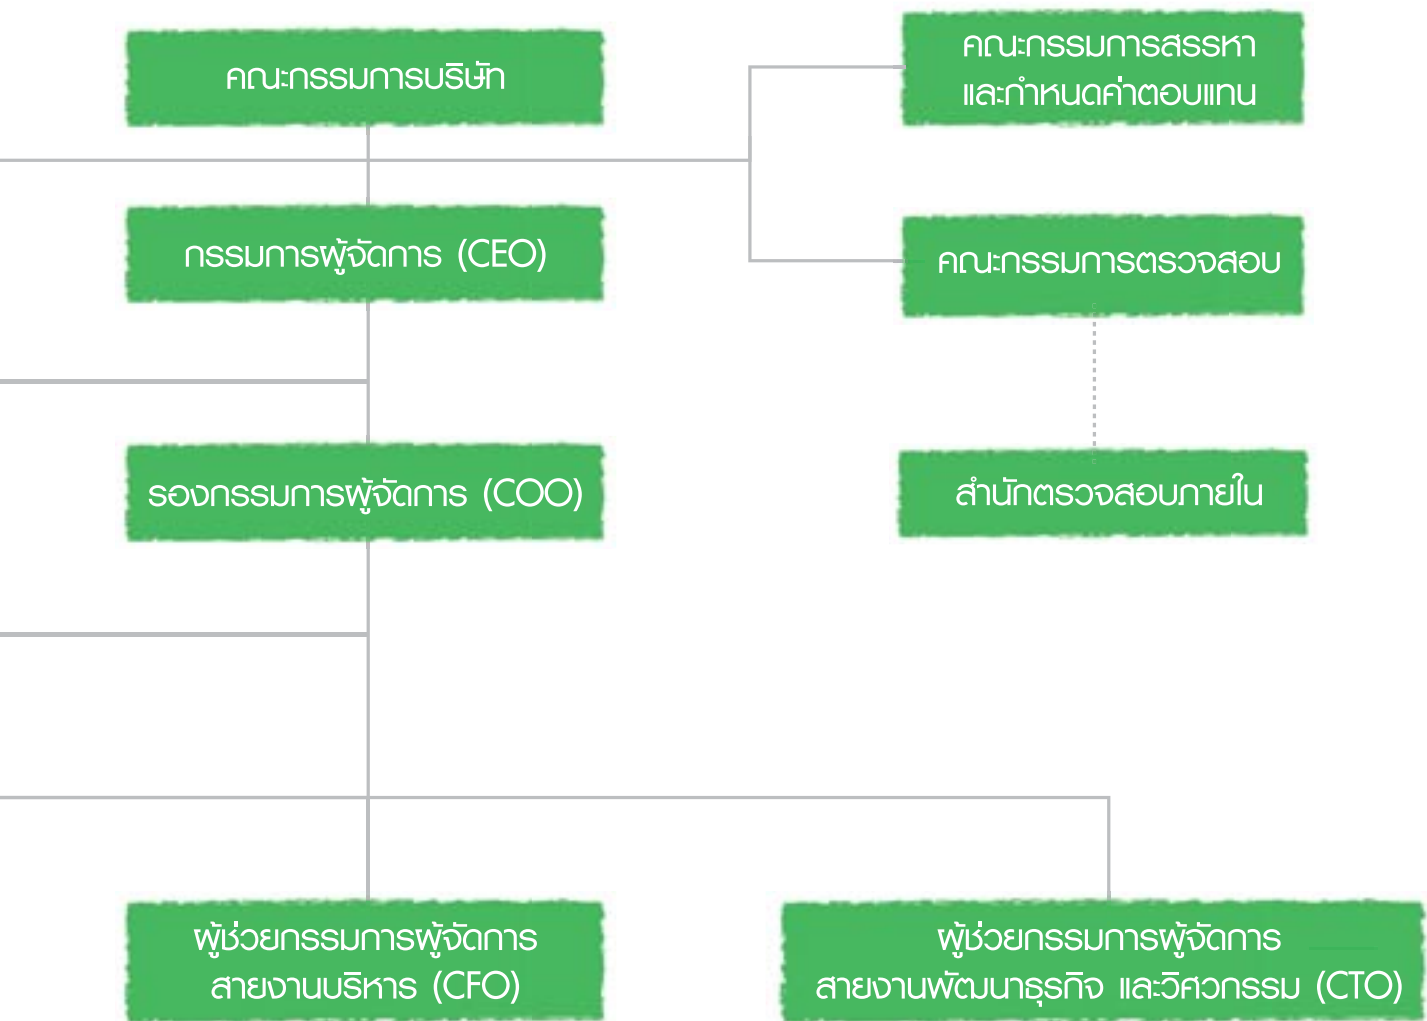 คณะกรรมการบริษัท
คณะกรรมการสรรหา
และกำหนดค่าตอบแทน
กรรมการผู้จัดการ (CEO)
คณะกรรมการตรวจสอบ
รองกรรมการผู้จัดการ (COO)
สำนักตรวจสอบภายใน
ผู้ช่วยกรรมการผู้จัดการ
สายงานบริหาร (CFO)
ผู้ช่วยกรรมการผู้จัดการ
สายงานพัฒนาธุรกิจ และวิศวกรรม (CTO)